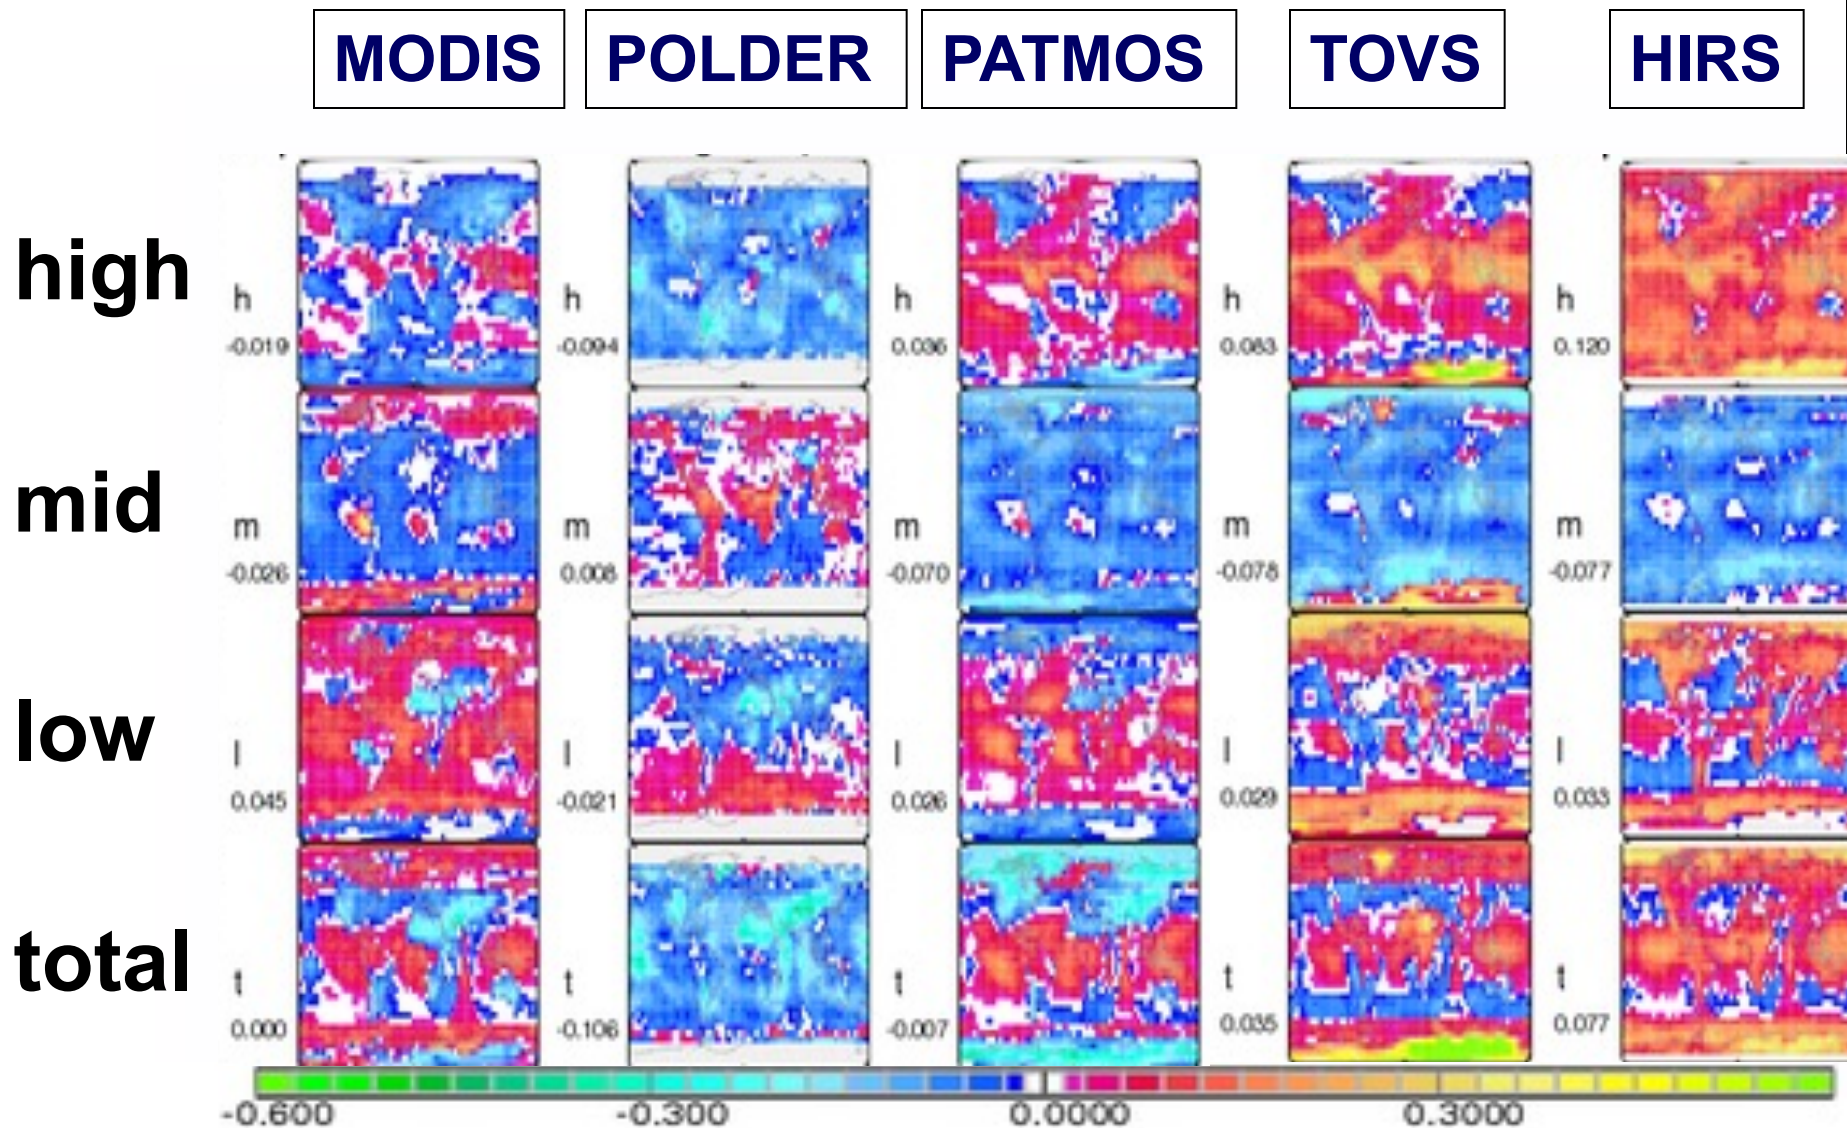 MODIS POLDER PATMOS TOVS HIRS
high
h h h h h
-0.019 -0.094 0.036 0.083 0.120
mid
m m m m m
-0.026 0.008 -0.070 -0.078 -0.077
low
l l l l l
0.045 -0.021 0.026 0.029 0.033
total
t t t t t
0.000 -0.106 -0.007 0.035 0.077
-0.600 -0.300 0.0000 0.3000